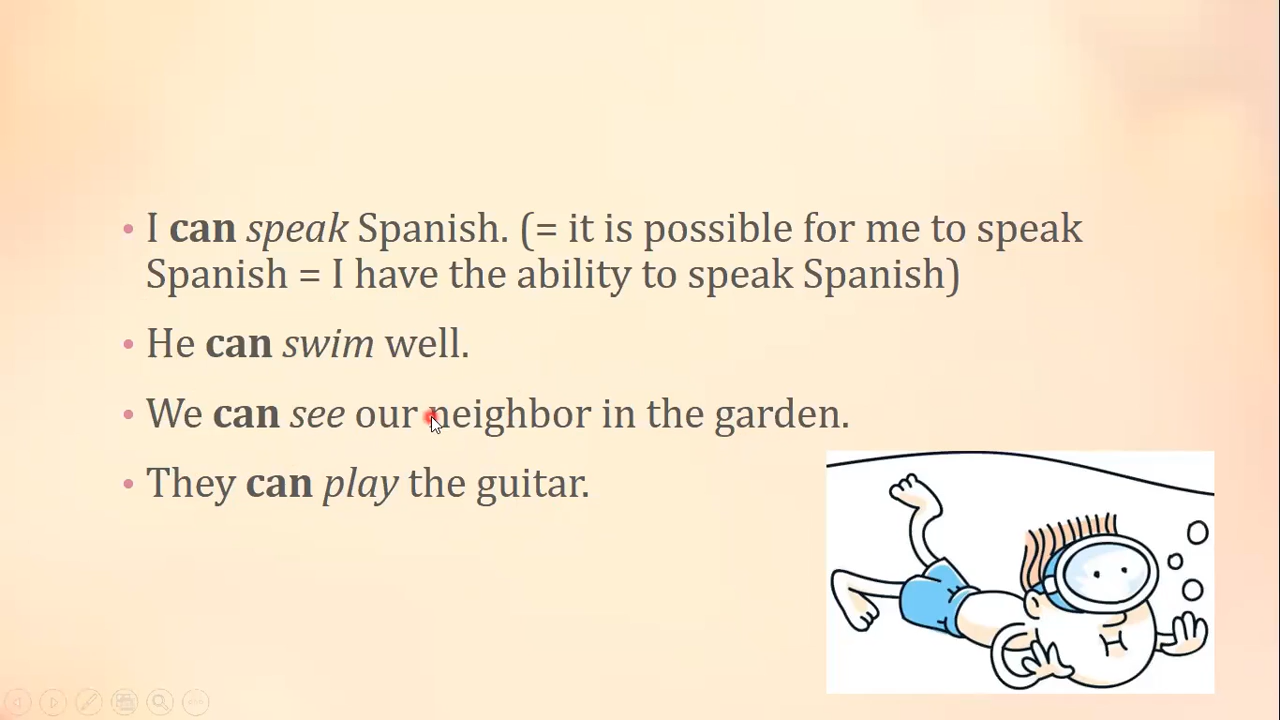 • I can speak Spanish. (= it is possible for me to speak
Spanish = I have the ability to speak Spanish)
• He can swim well.
• We can see our neighbor in the garden.
• They can play the guitar.